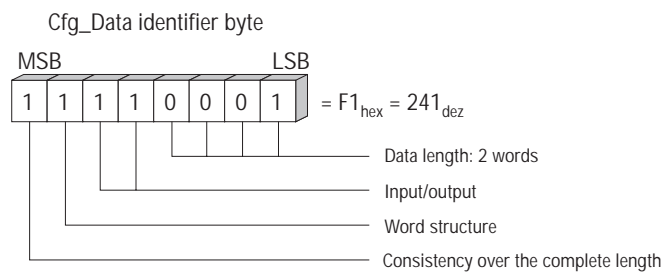 Cfg_Data identifier byte
MSB LSB
1 1 1 1 0 0 0 1 = F1hex = 241dez
Data length: 2 words
Input/output
Word structure
Consistency over the complete length